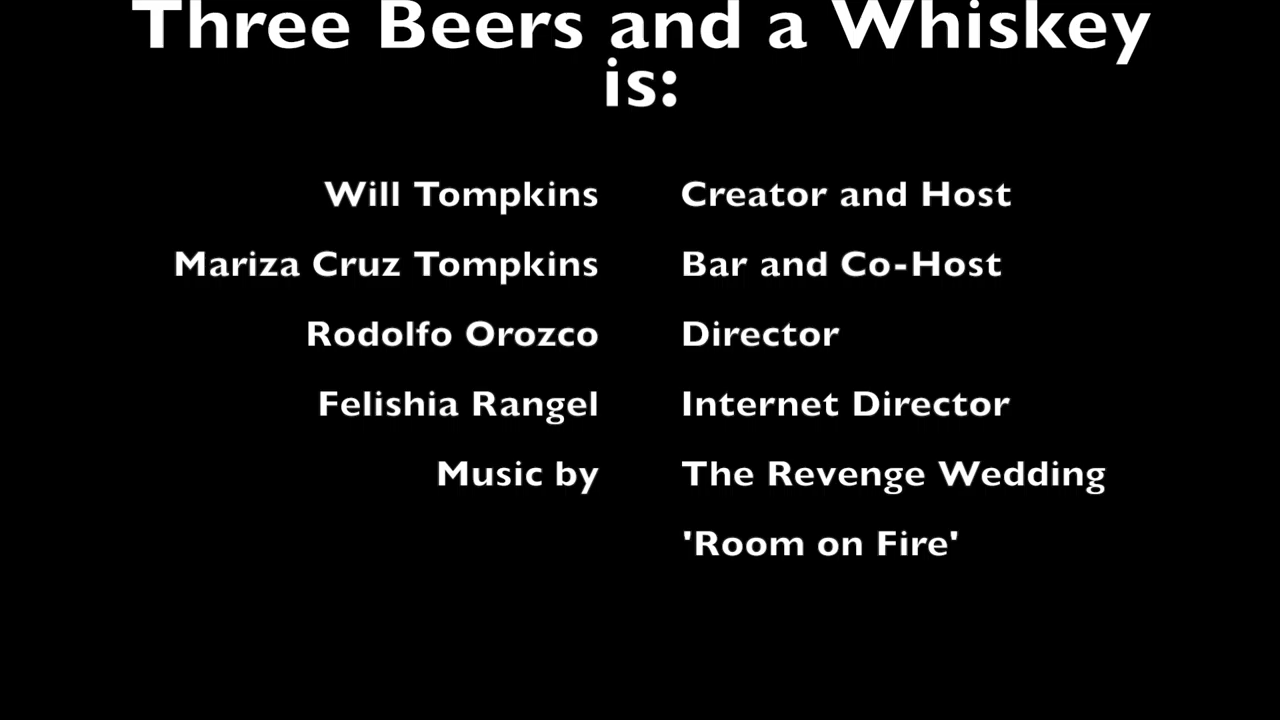 Three Beers and a Whiskey
is:
Will Tompkins Creator and Host
Mariza Cruz Tompkins Bar and Co-Host
Rodolfo Orozco Director
Felishia Rangel Internet Director
Music by The Revenge Wedding
'Room on Fire'